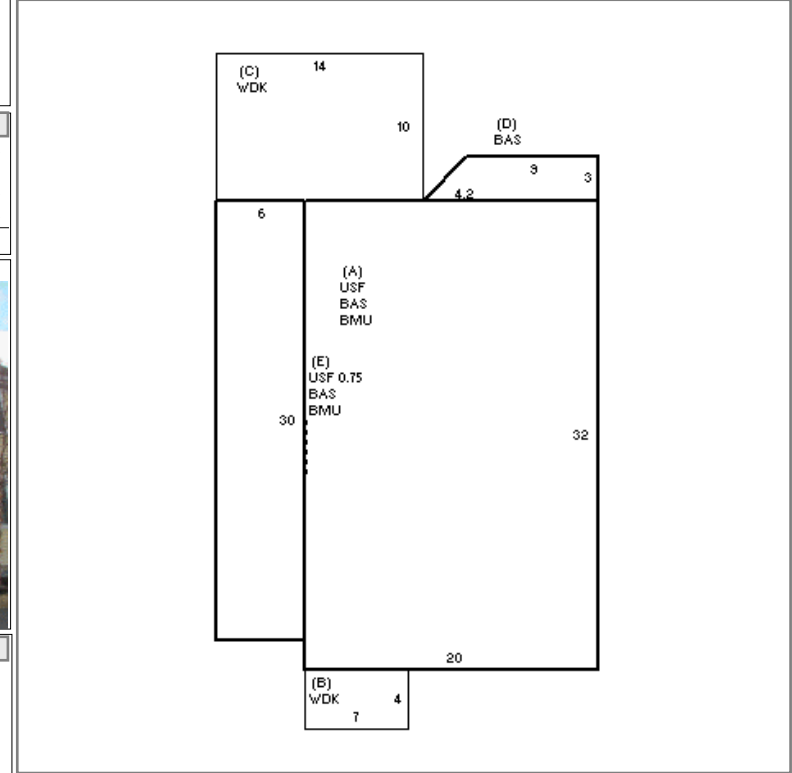 (C)
WDK
14
10
(D)
BAS
9
3
4.2
6
(A)
USF
BAS
BMU
(E)
USF 0.75
BAS
BMU
30
32
20
(B)
WDK
4
7